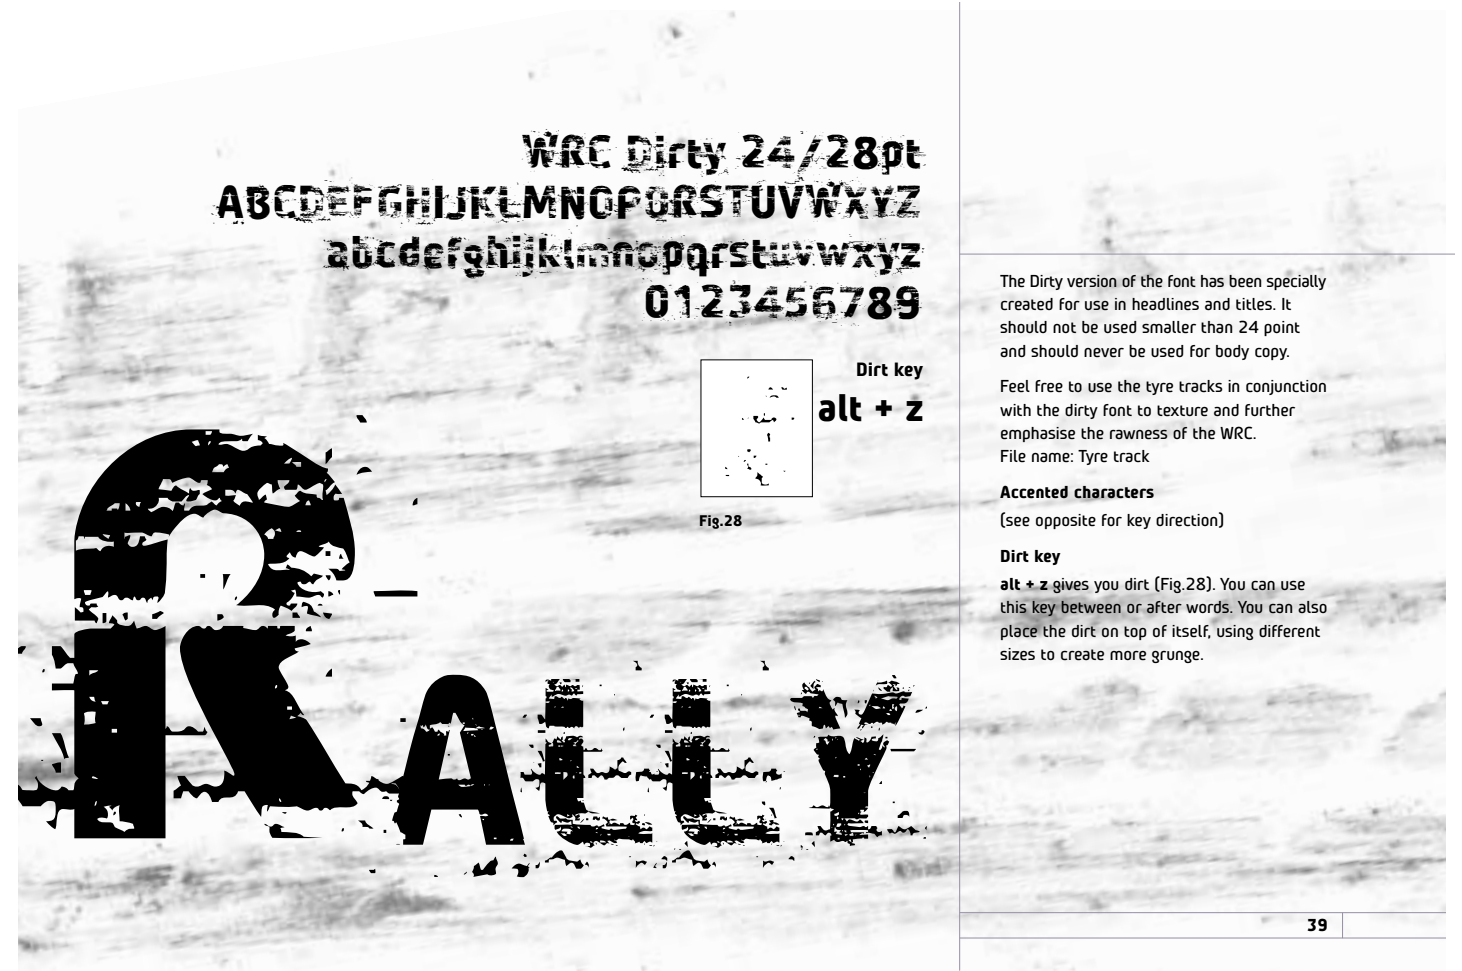 WRC Dirty 24/28pt
ABCDEFGHIJKLMNOPQRSTUVWXYZ
abcdefghijklmnopqrstuvwxyz
0123456789
Dirt key
alt + z
Fig.28
RALLY
The Dirty version of the font has been specially
created for use in headlines and titles. It
should not be used smaller than 24 point
and should never be used for body copy.
Feel free to use the tyre tracks in conjunction
with the dirty font to texture and further
emphasise the rawness of the WRC.
File name: Tyre track
Accented characters
(see opposite for key direction)
Dirt key
alt + z gives you dirt (Fig.28). You can use
this key between or after words. You can also
place the dirt on top of itself, using different
sizes to create more grunge.
39